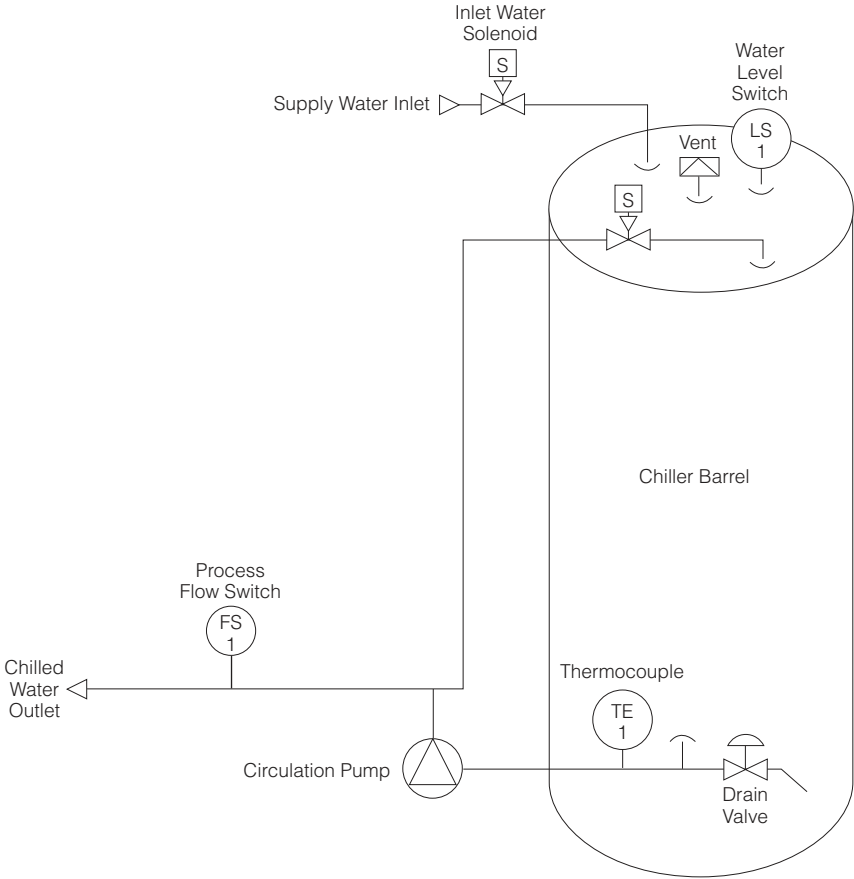 Inlet Water
Solenoid
S
Supply Water Inlet
Water
Level
Switch
LS
1
Vent
S
Chiller Barrel
Process
Flow Switch
FS
1
Chilled
Water
Outlet
Thermocouple
TE
1
Circulation Pump
Drain
Valve